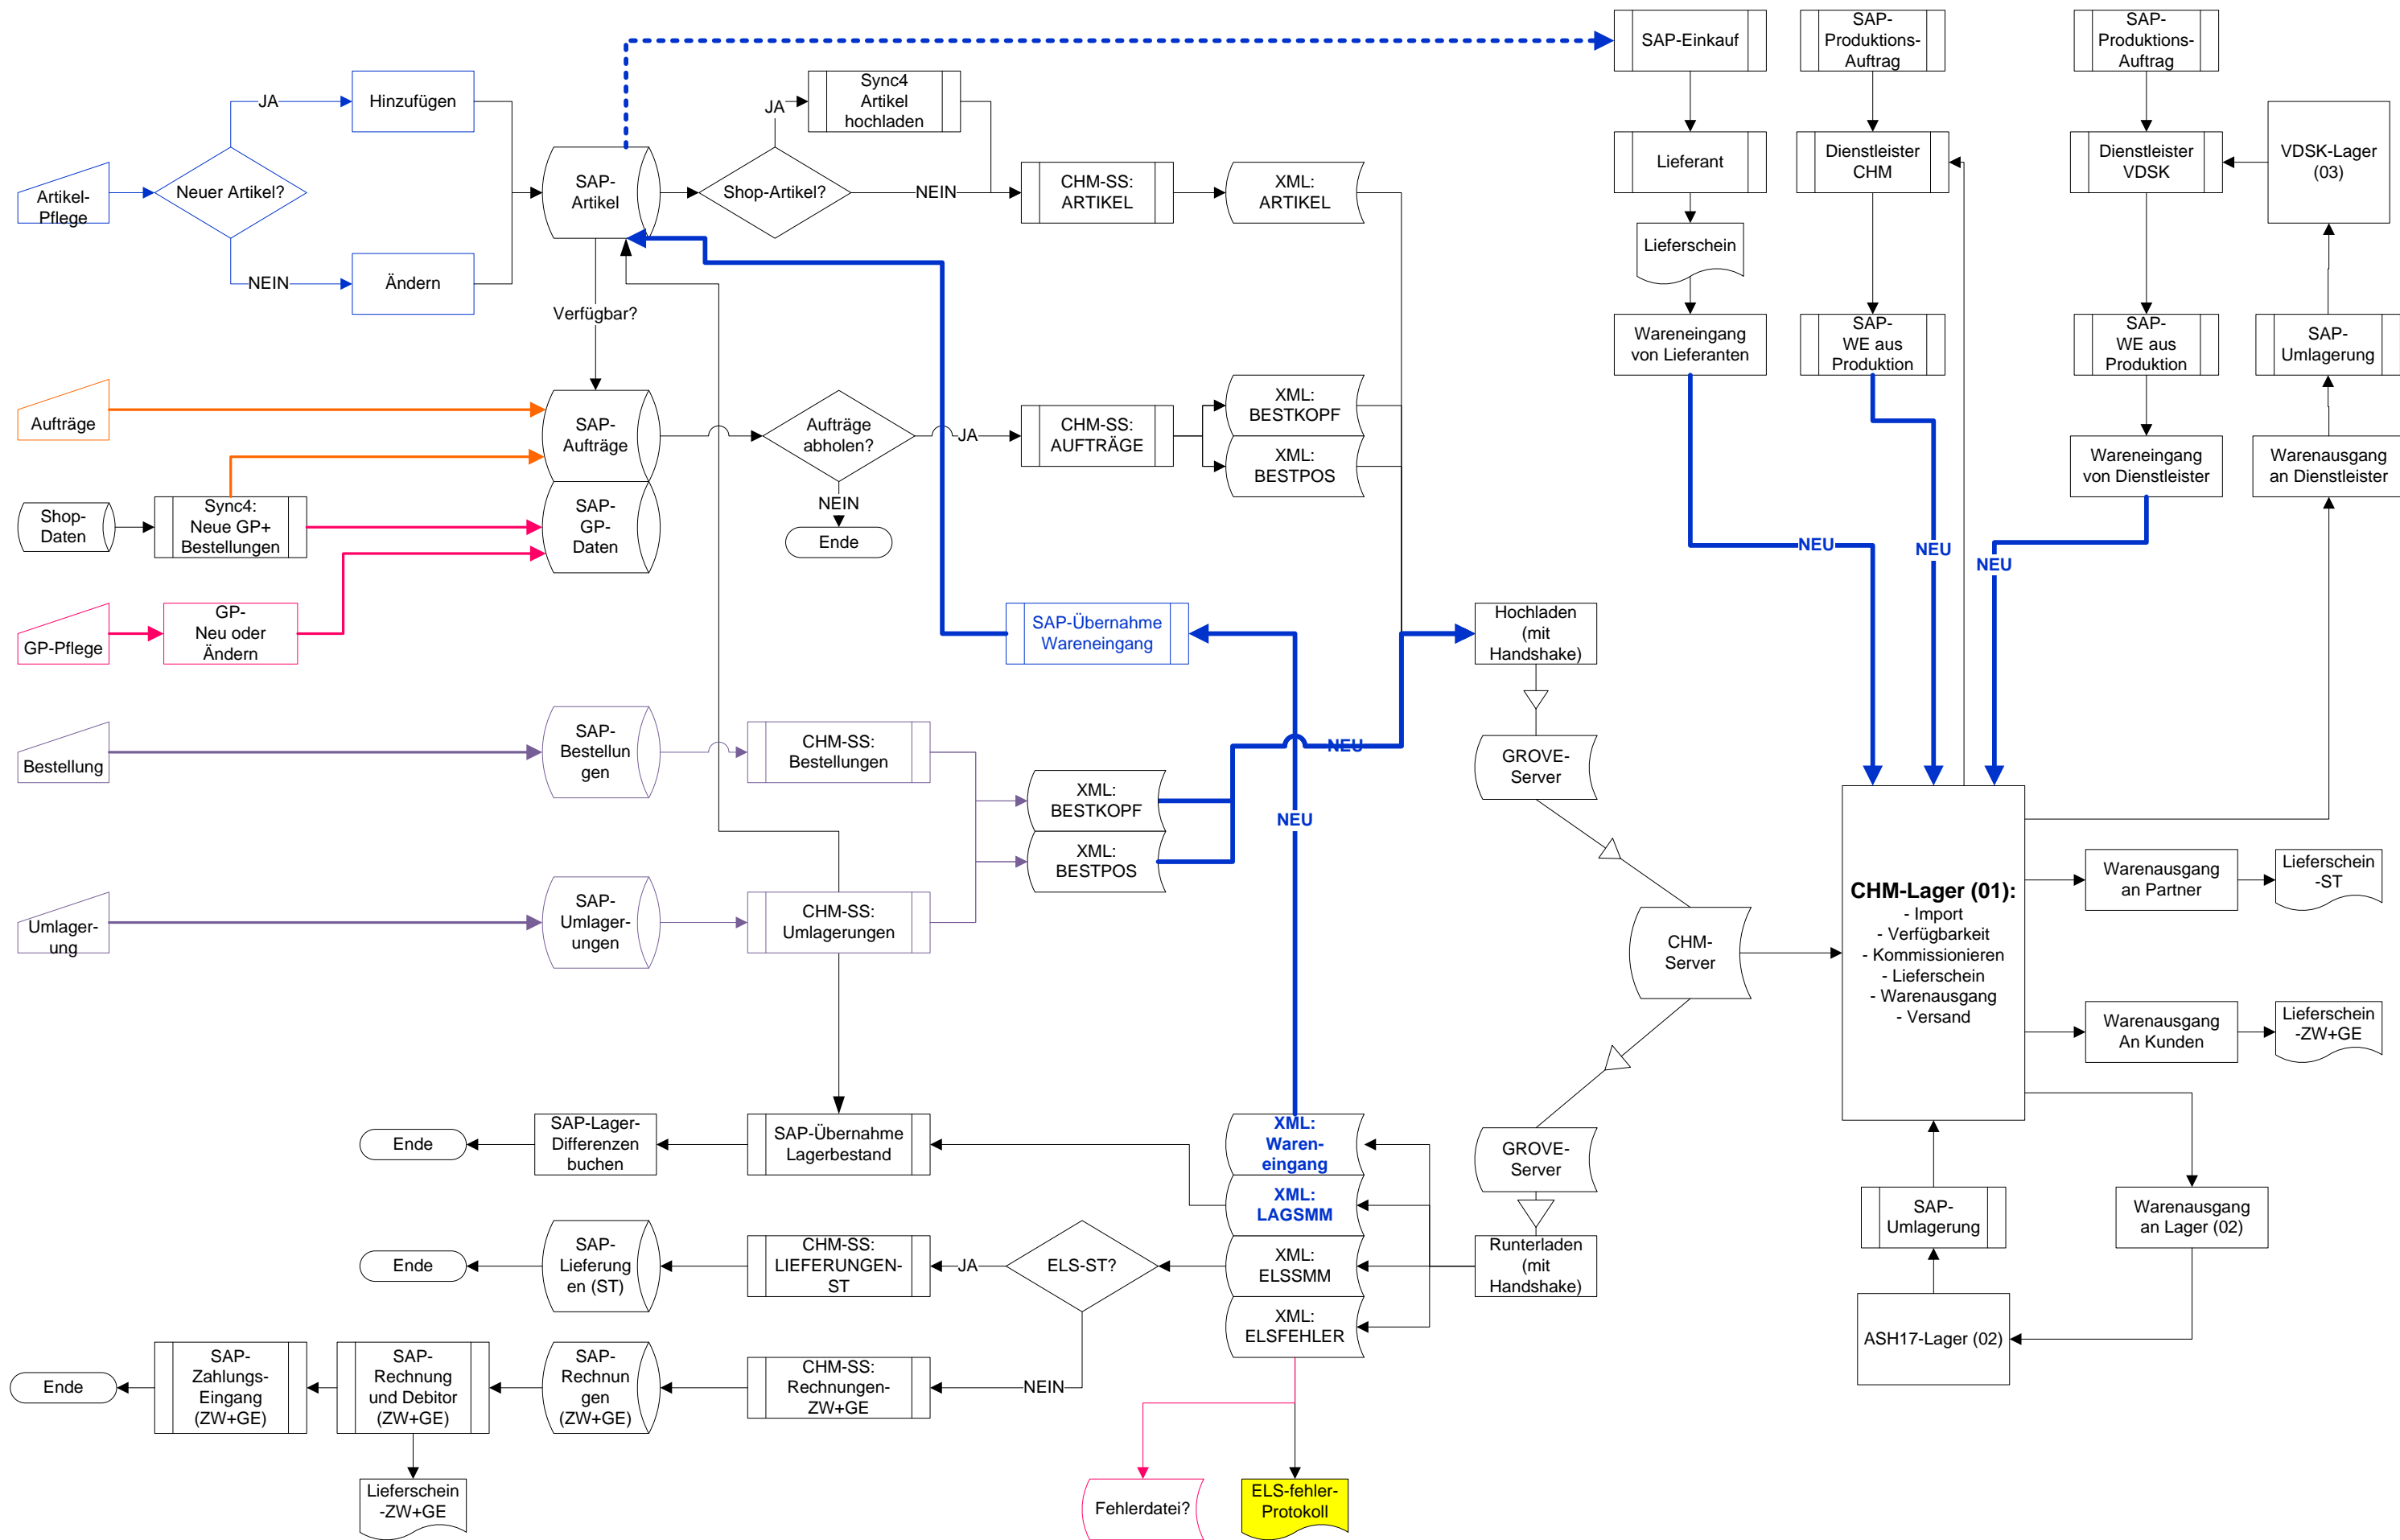 SAP-Einkauf
SAP-
Produktions-
Auftrag
SAP-
Produktions-
Auftrag
JA
Hinzufügen
JA
Sync4
Artikel
hochladen
Artikel-
Pflege
Neuer Artikel?
SAP-
Artikel
Shop-Artikel?
NEIN
CHM-SS:
ARTIKEL
XML:
ARTIKEL
Lieferant
Dienstleister
CHM
Dienstleister
VDSK
VDSK-Lager
(03)
Lieferschein
NEIN
Ändern
Verfügbar?
Wareneingang
von Lieferanten
SAP-
WE aus
Produktion
SAP-
WE aus
Produktion
SAP-
Umlagerung
Aufträge
SAP-
Aufträge
Aufträge
abholen?
JA
CHM-SS:
AUFTRÄGE
XML:
BESTKOPF
XML:
BESTPOS
Wareneingang
von Dienstleister
Warenausgang
an Dienstleister
NEIN
Ende
Shop-
Daten
Sync4:
Neue GP+
Bestellungen
SAP-
GP-
Daten
NEU
NEU
NEU
GP-Pflege
GP-
Neu oder
Ändern
SAP-Übernahme
Wareneingang
Hochladen
(mit
Handshake)
Bestellung
SAP-
Bestellun
gen
CHM-SS:
Bestellungen
NEU
GROVE-
Server
XML:
BESTKOPF
XML:
BESTPOS
NEU
Umlager-
ung
SAP-
Umlager-
ungen
CHM-SS:
Umlagerungen
CHM-
Server
CHM-Lager (01):
- Import
- Verfügbarkeit
- Kommissionieren
- Lieferschein
- Warenausgang
- Versand
Warenausgang
an Partner
Lieferschein
-ST
Warenausgang
An Kunden
Lieferschein
-ZW+GE
Ende
SAP-Lager-
Differenzen
buchen
SAP-Übernahme
Lagerbestand
XML:
Waren-
eingang
GROVE-
Server
XML:
LAGSMM
SAP-
Umlagerung
Warenausgang
an Lager (02)
Ende
SAP-
Lieferung
en (ST)
CHM-SS:
LIEFERUNGEN-
ST
JA
ELS-ST?
XML:
ELSSMM
Runterladen
(mit
Handshake)
XML:
ELSFEHLER
ASH17-Lager (02)
Ende
SAP-
Zahlungs-
Eingang
(ZW+GE)
SAP-
Rechnung
und Debitor
(ZW+GE)
SAP-
Rechnun
gen
(ZW+GE)
CHM-SS:
Rechnungen-
ZW+GE
NEIN
Lieferschein
-ZW+GE
Fehlerdatei?
ELS-fehler-
Protokoll